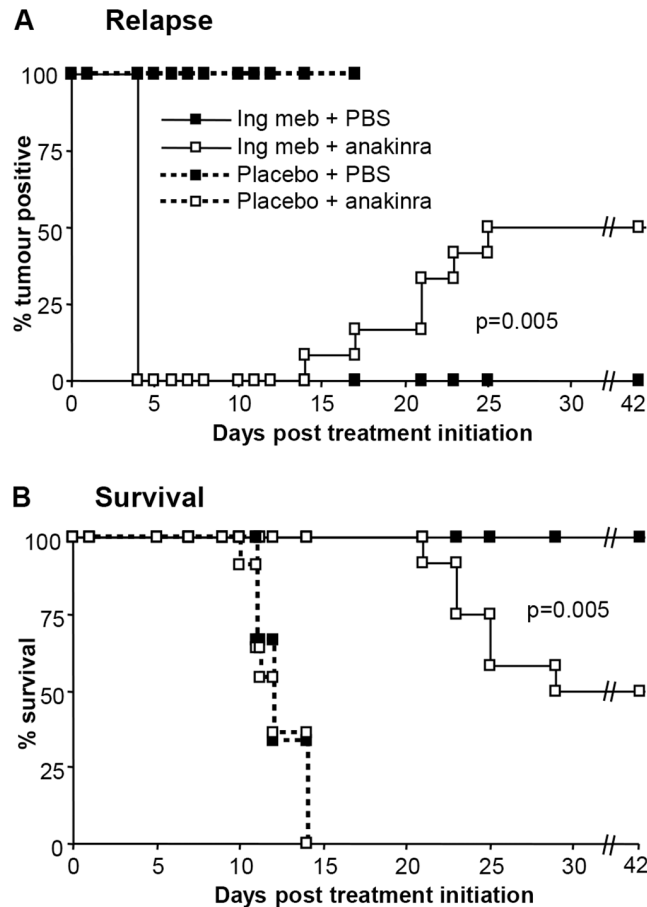 A Relapse
100
75
50
25
0
% tumour positive
Ing meb + PBS
Ing meb + anakinra
Placebo + PBS
Placebo + anakinra
p=0.005
0 5 10 15 20 25 30 42
Days post treatment initiation
B Survival
100
75
50
25
0
% survival
p=0.005
0 10 15 20 25 30 42
Days post treatment initiation